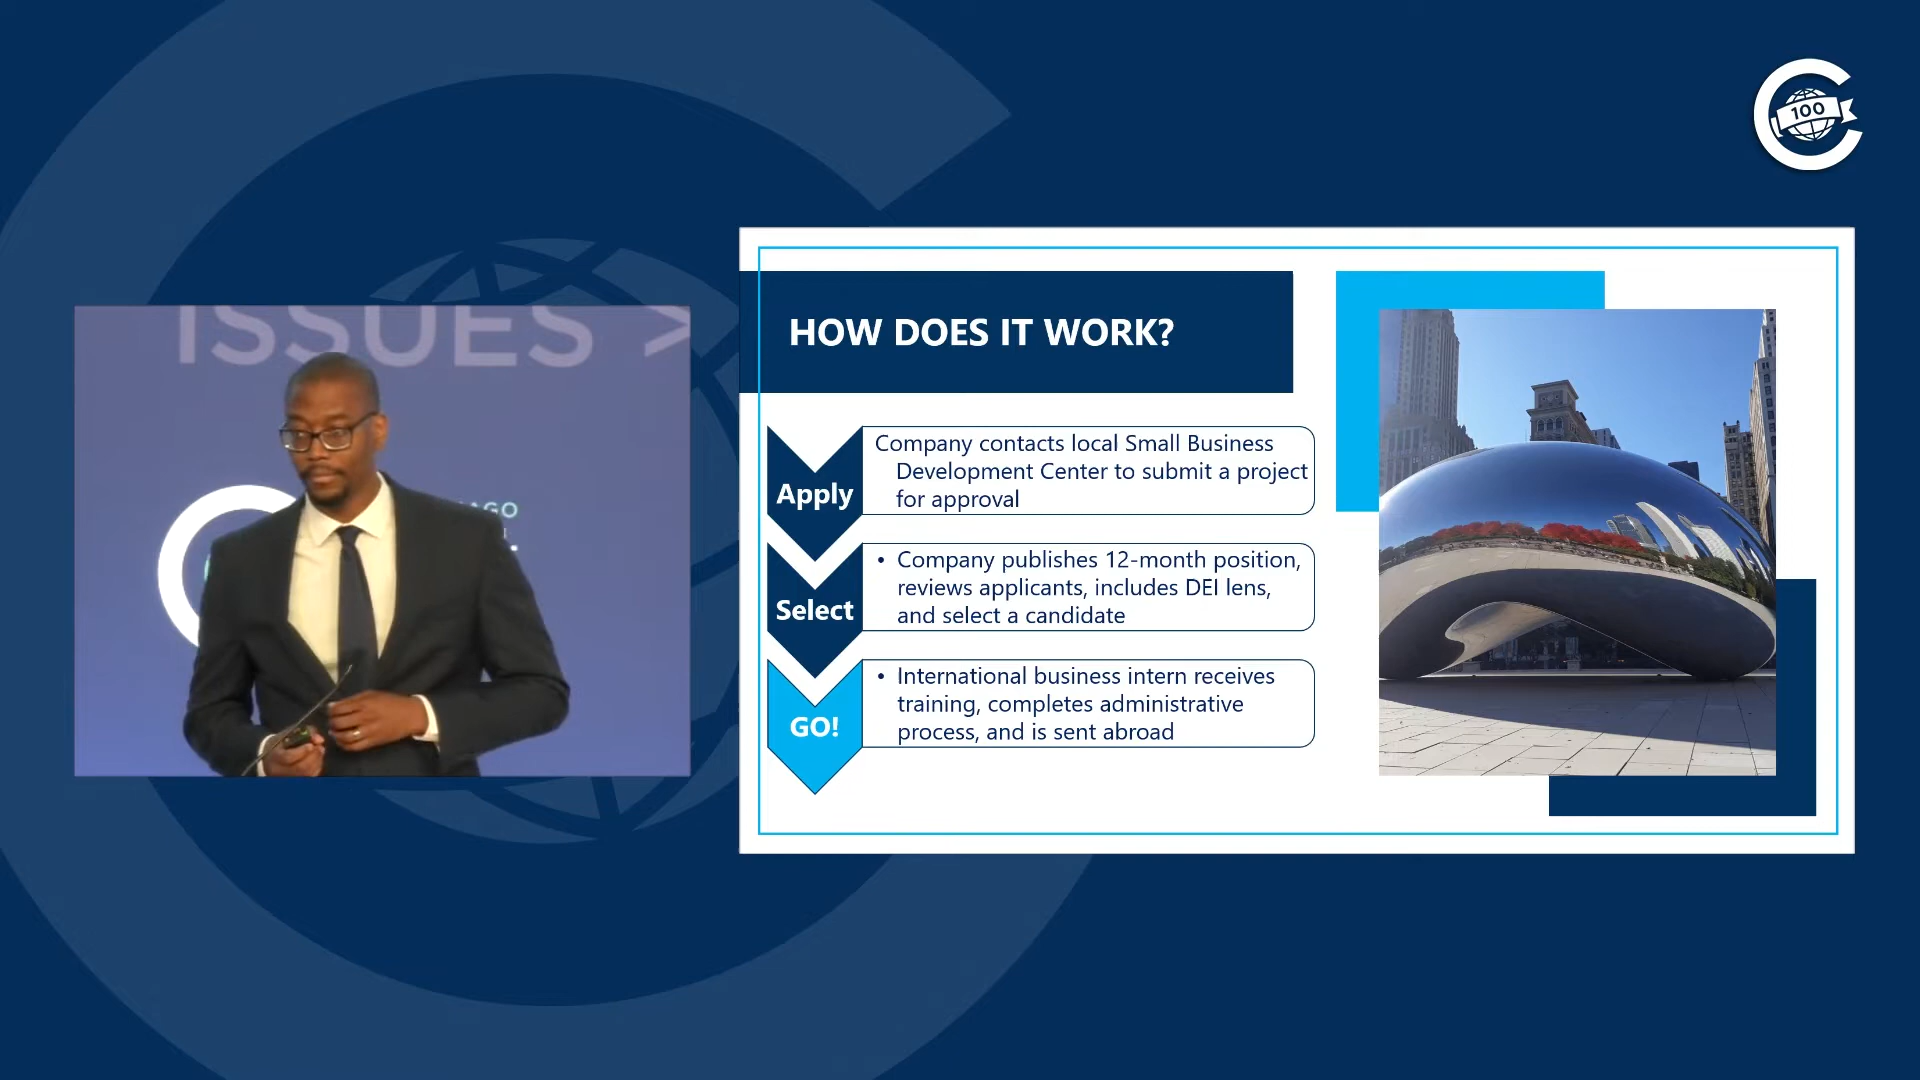 100
ISSUES >
HOW DOES IT WORK?
Apply
Company contacts local Small Business
Development Center to submit a project
for approval
Select
• Company publishes 12-month position,
reviews applicants, includes DEI lens,
and select a candidate
GO!
• International business intern receives
training, completes administrative
process, and is sent abroad